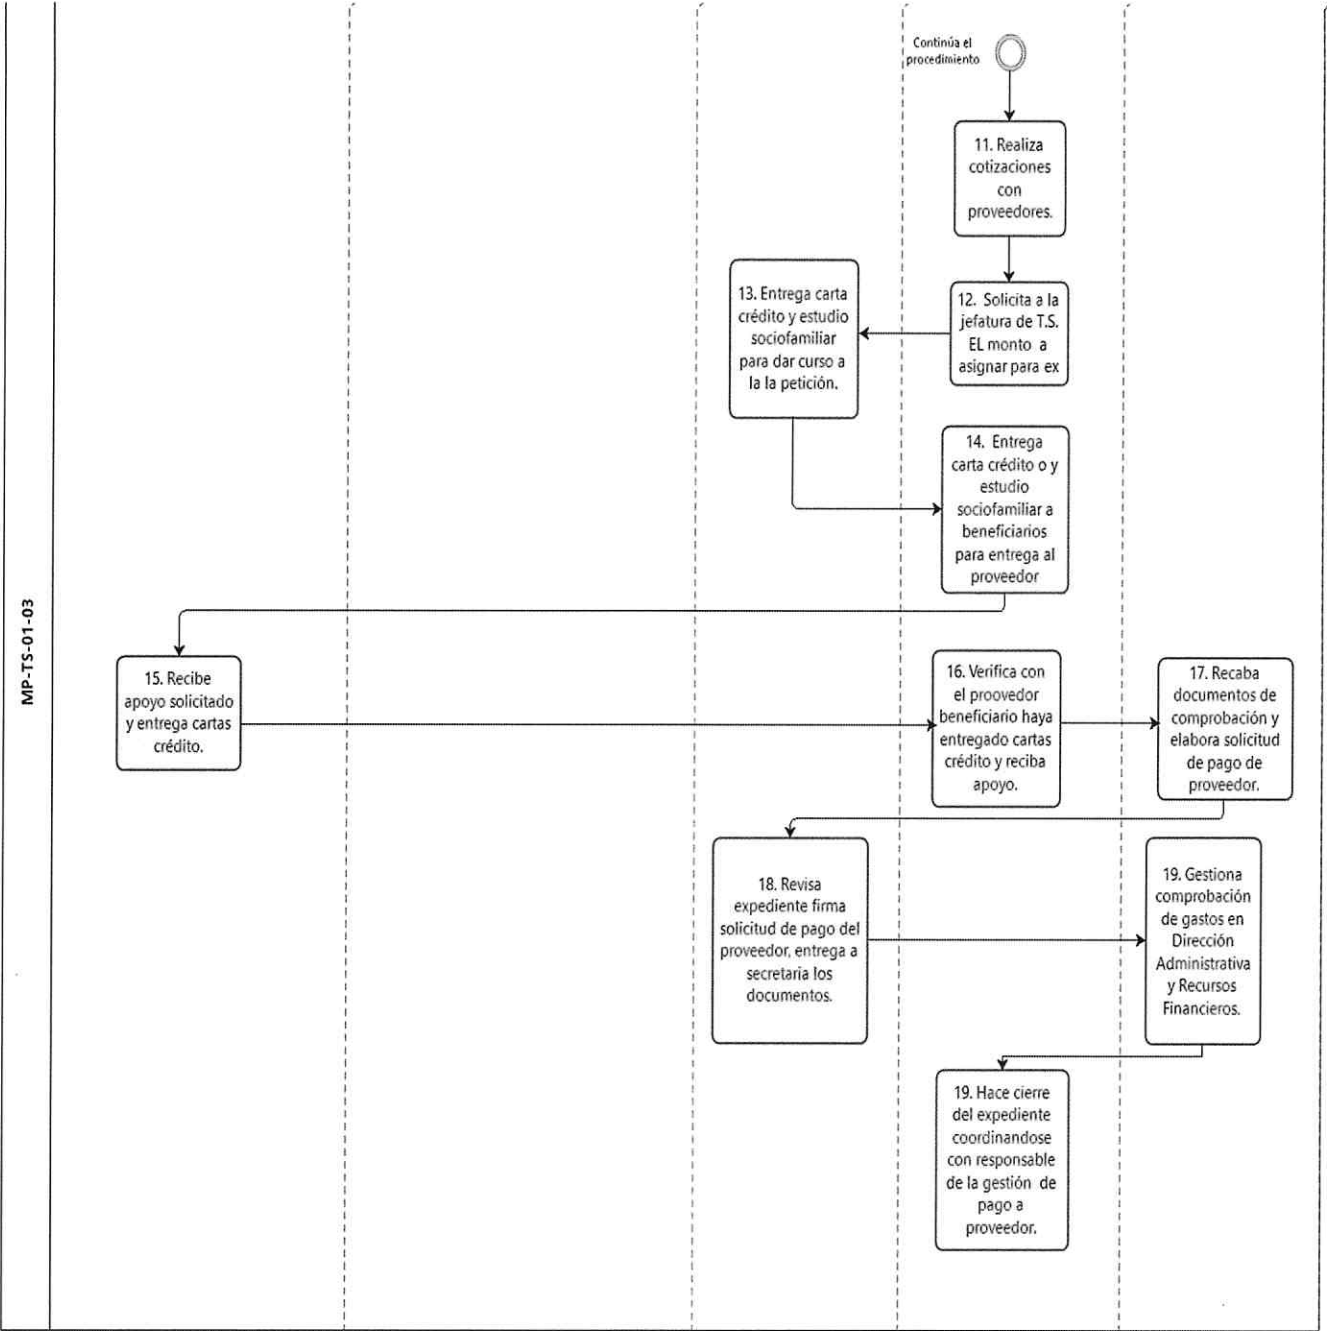 Continúa el
procedimiento
11. Realiza
cotizaciones
con
proveedores.
12. Solicita a la
jefatura de T.S.
EL monto a
asignar para ex
13. Entrega carta
crédito y estudio
sociofamiliar
para dar curso a
la la petición.
14. Entrega
carta crédito o y
estudio
sociofamiliar a
beneficiarios
para entrega al
proveedor
MP-TS-01-03
15. Recibe
apoyo solicitado
y entrega cartas
crédito.
16. Verifica con
el proovedor
beneficiario haya
entregado cartas
crédito y reciba
apoyo.
17. Recaba
documentos de
comprobación y
elabora solicitud
de pago de
proveedor.
18. Revisa
expediente firma
solicitud de pago del
proveedor, entrega a
secretaria los
documentos.
19. Gestiona
comprobación
de gastos en
Dirección
Administrativa
y Recursos
Financieros.
19. Hace cierre
del expediente
coordinandose
con responsable
de la gestión de
pago a
proveedor.